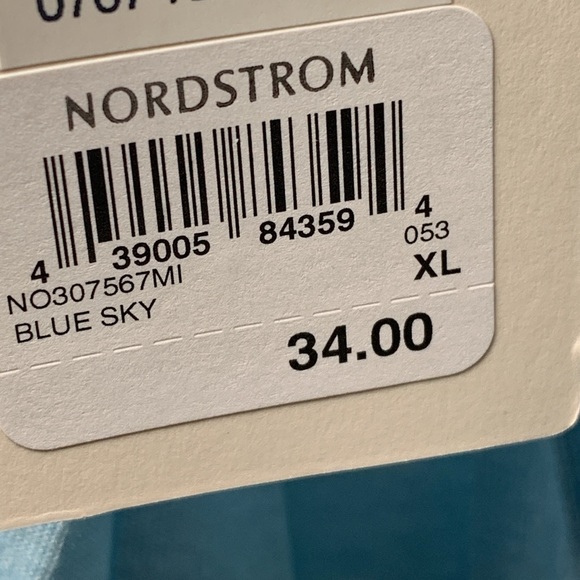 NORDSTROM
4 39005 84359 4
053
NO307567MI
XL
BLUE SKY
34.00